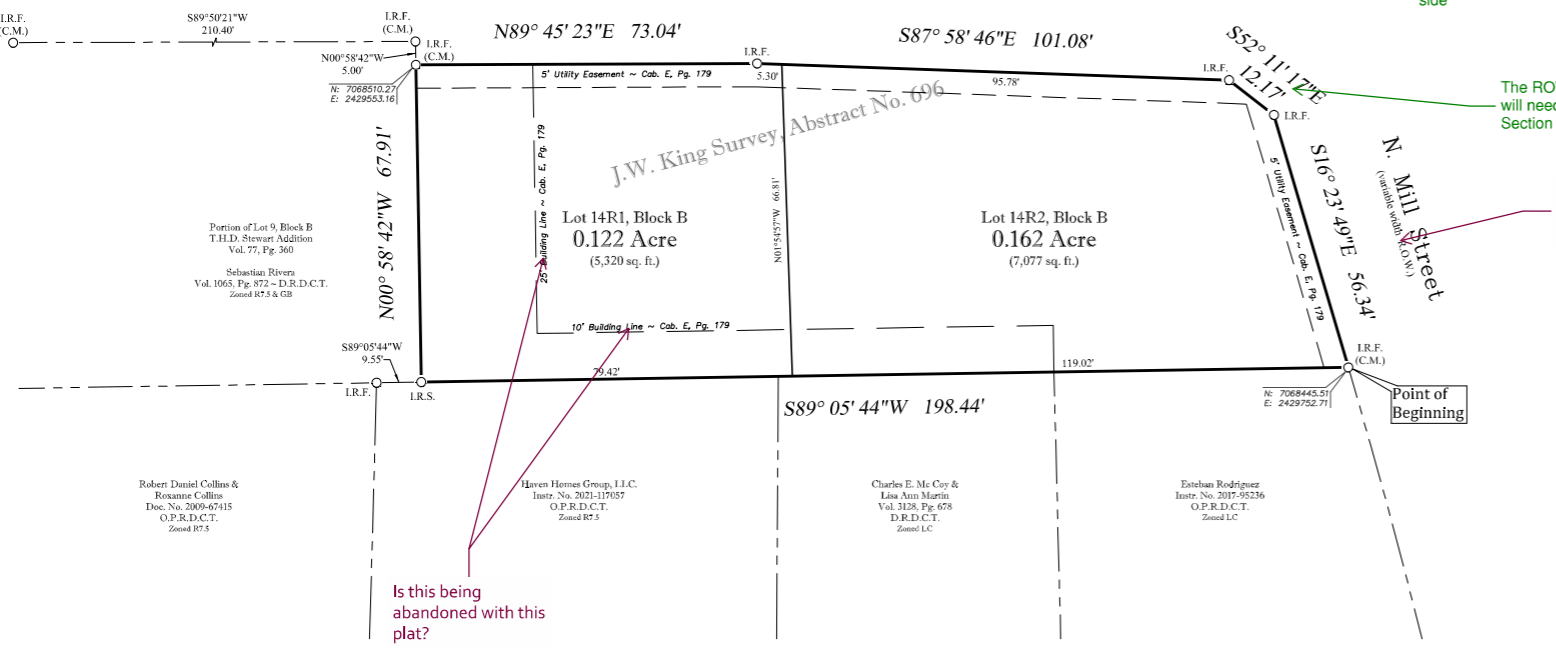 side
S89°50'21"W
210.40'
I.R.F.
(C.M.)
I.R.F.
(C.M.)
N00°58'42"W
5.00'
I.R.F.
(C.M.)
N: 7068510.27
E: 2429553.16
N89° 45' 23"E 73.04'
I.R.F.
5.30'
S87° 58' 46"E 101.08'
95.78'
I.R.F.
S52° 11' 17"E
12.17'
I.R.F.
The RO
will need
Section
5' Utility Easement ~ Cab. E, Pg. 179
J.W. King Survey, Abstract No. 696
N. Mill Street
(variable width R.O.W.)
S16° 23' 49"E 56.34'
5' Utility Easement ~ Cab. E, Pg. 179
N00° 58' 42"W 67.91'
25' Building Line ~ Cab. E, Pg. 179
N01°54'57"W 66.81'
Portion of Lot 9, Block B
T.H.D. Stewart Addition
Vol. 77, Pg. 360
Sebastian Rivera
Vol. 1065, Pg. 872 ~ D.R.D.C.T.
Zoned R7.5 & GB
Lot 14R1, Block B
0.122 Acre
(5,320 sq. ft.)
Lot 14R2, Block B
0.162 Acre
(7,077 sq. ft.)
10' Building Line ~ Cab. E, Pg. 179
S89°05'44"W
9.55'
I.R.F.
I.R.S.
79.42'
119.02'
I.R.F.
(C.M.)
S89° 05' 44"W 198.44'
N: 7068445.51
E: 2429752.71
Point of
Beginning
Robert Daniel Collins &
Roxanne Collins
Doc. No. 2009-67415
O.P.R.D.C.T.
Zoned R7.5
Haven Homes Group, LLC.
Instr. No. 2021-117057
O.P.R.D.C.T.
Zoned R7.5
Charles E. Mc Coy &
Lisa Ann Martin
Vol. 3128, Pg. 678
D.R.D.C.T.
Zoned LC
Esteban Rodriguez
Instr. No. 2017-95236
O.P.R.D.C.T.
Zoned LC
Is this being
abandoned with this
plat?